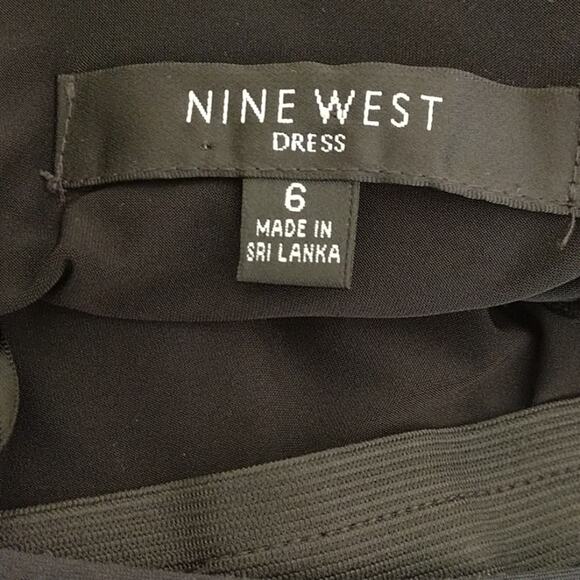 NINE WEST
DRESS
6
MADE IN
SRI LANKA